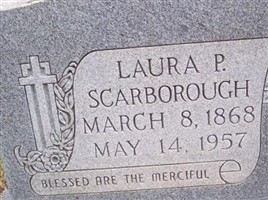 LAURA P.
SCARBOROUGH
MARCH 8, 1868
MAY 14, 1957
BLESSED ARE THE MERCIFUL